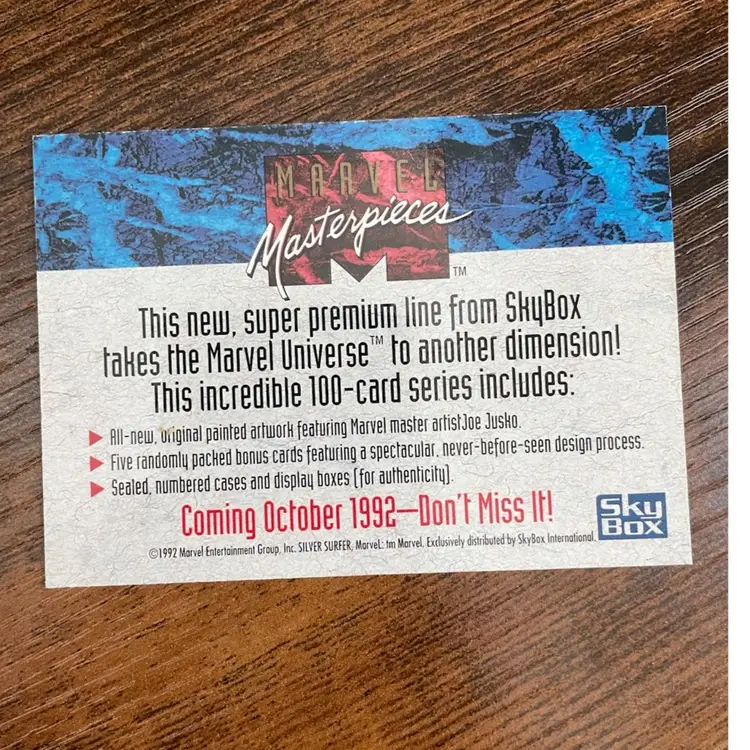 MARVEL
Masterpieces
TM
This new, super premium line from SkyBox
takes the Marvel Universe™ to another dimension!
This incredible 100-card series includes:
All-new, original painted artwork featuring Marvel master artistJoe Jusko.
Five randomly packed bonus cards featuring a spectacular, never-before-seen design process.
Sealed, numbered cases and display boxes (for authenticity).
Coming October 1992—Don't Miss It!
©1992 Marvel Entertainment Group, Inc. SILVER SURFER, Marvel: tm Marvel. Exclusively distributed by SkyBox International.
Sky
Box